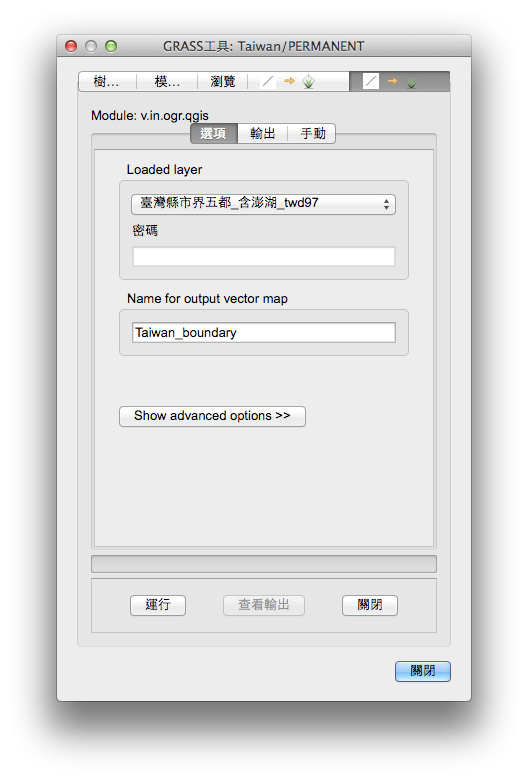 GRASS工具: Taiwan/PERMANENT
樹... 模... 瀏覽
Module: v.in.ogr.qgis
選項 輸出 手動
Loaded layer
臺灣縣市界五都_含澎湖_twd97
密碼
Name for output vector map
Taiwan_boundary
Show advanced options >>
運行 查看輸出 關閉
關閉